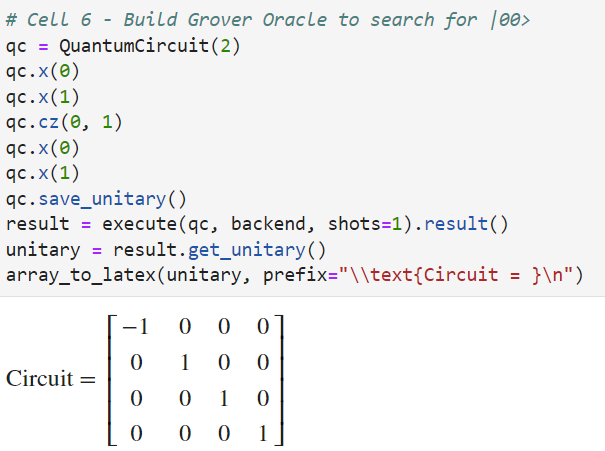 # Cell 6 - Build Grover Oracle to search for |00>
qc = QuantumCircuit(2)
qc.x(0)
qc.x(1)
qc.cz(0, 1)
qc.x(0)
qc.x(1)
qc.save_unitary()
result = execute(qc, backend, shots=1).result()
unitary = result.get_unitary()
array_to_latex(unitary, prefix="\\text{Circuit = }\n")
−1 0 0 0
0 1 0 0
Circuit =
0 0 1 0
0 0 0 1